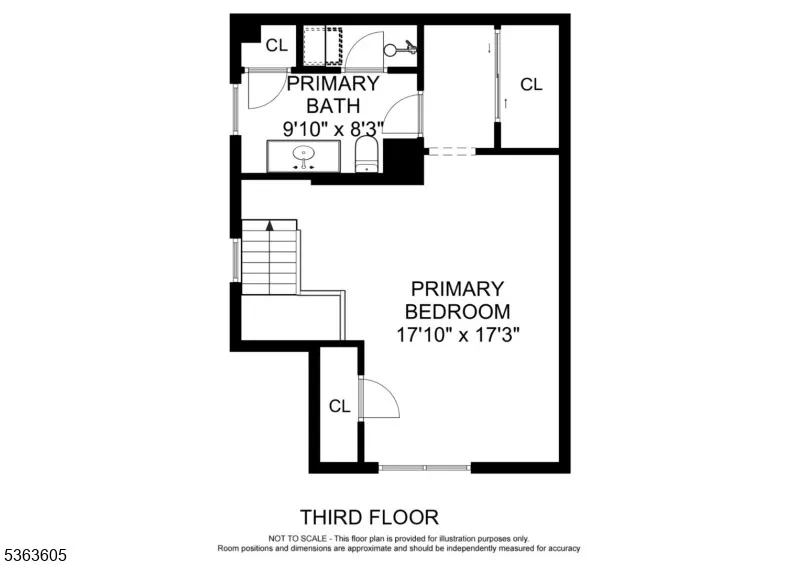 CL
PRIMARY
BATH
9'10" x 8'3"
CL
PRIMARY
BEDROOM
17'10" x 17'3"
CL
THIRD FLOOR
NOT TO SCALE - This floor plan is provided for illustration purposes only.
Room positions and dimensions are approximate and should be independently measured for accuracy
5363605